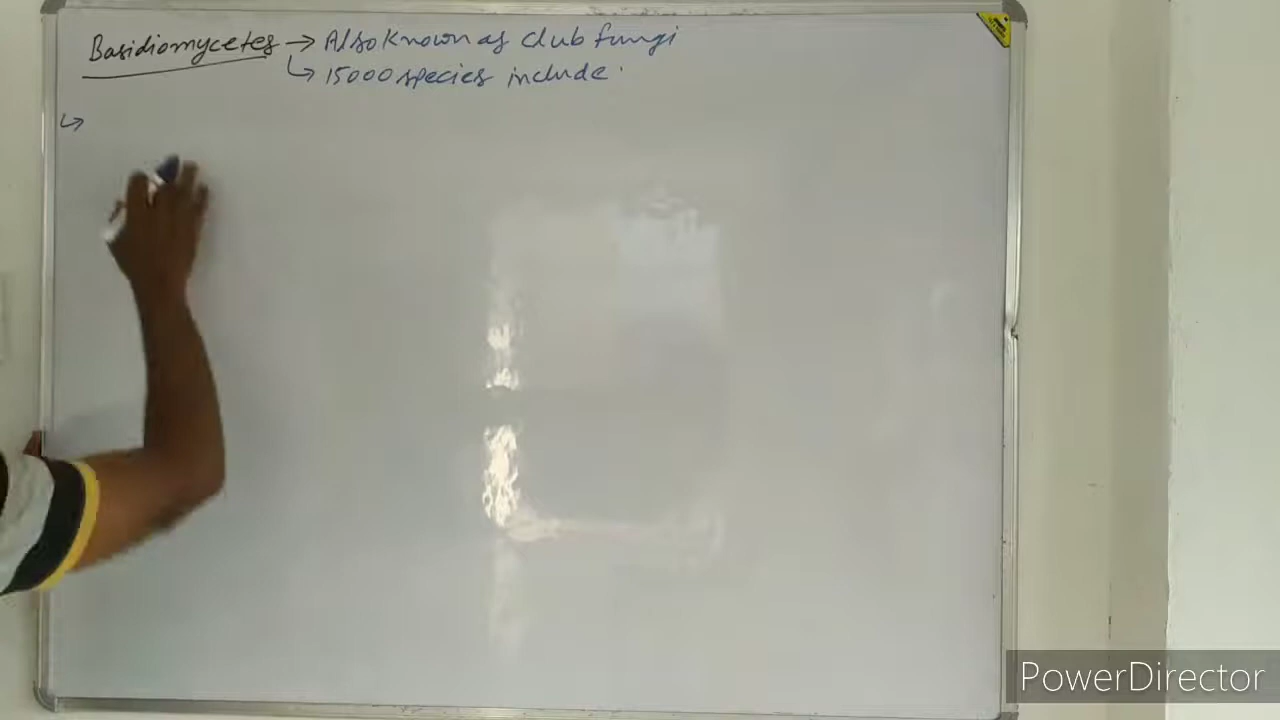 Basidiomycetes → Also known as club fungi
↳ 15000 species include
↳
PowerDirector